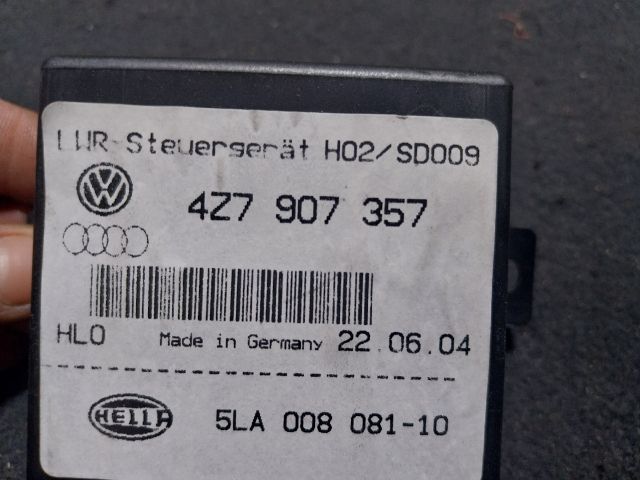 LWR-Steuergerät H02/SD009
4Z7 907 357
HLO Made in Germany 22.06.04
HELLA 5LA 008 081-10